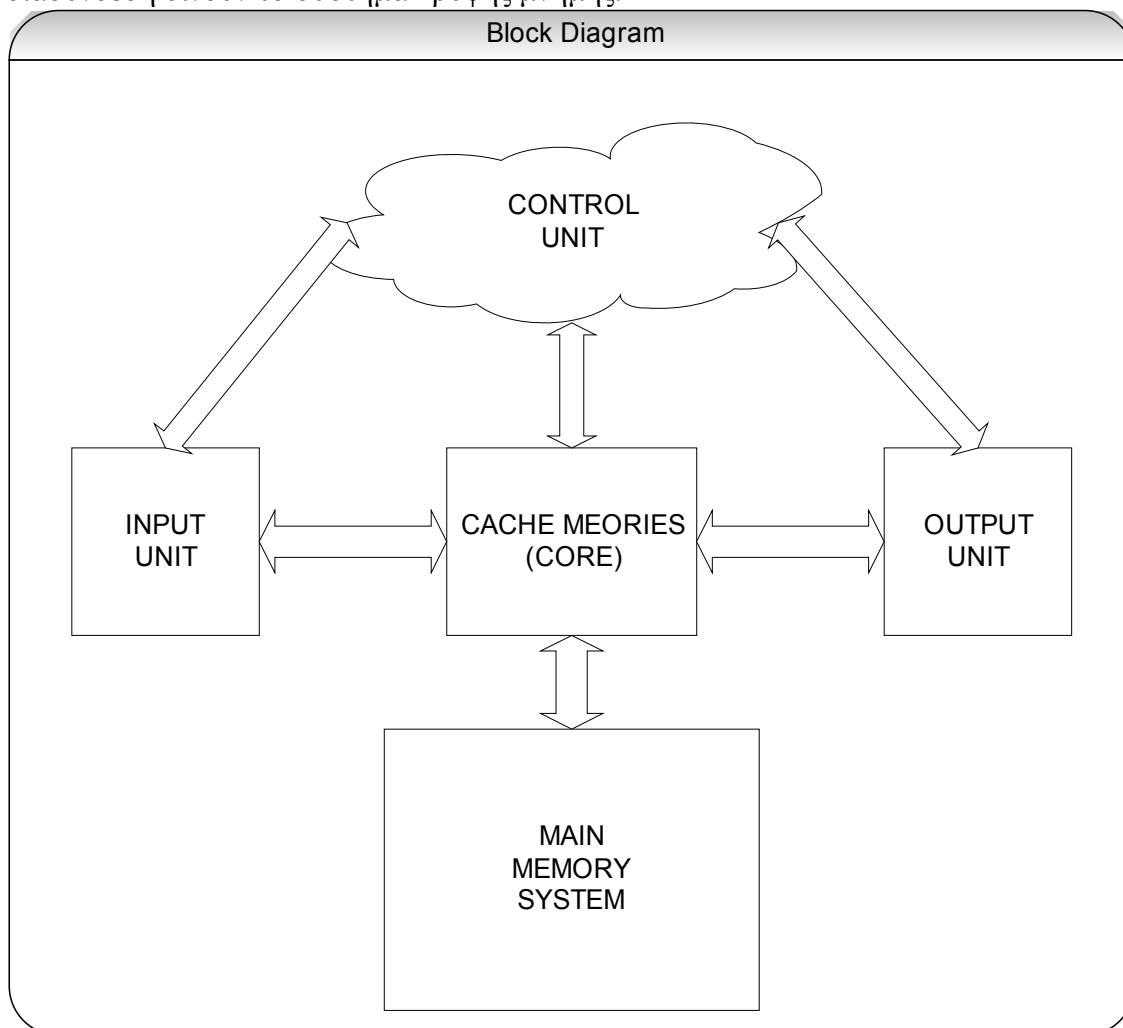 Block Diagram
CONTROL
UNIT
INPUT
UNIT
CACHE MEORIES
(CORE)
OUTPUT
UNIT
MAIN
MEMORY
SYSTEM